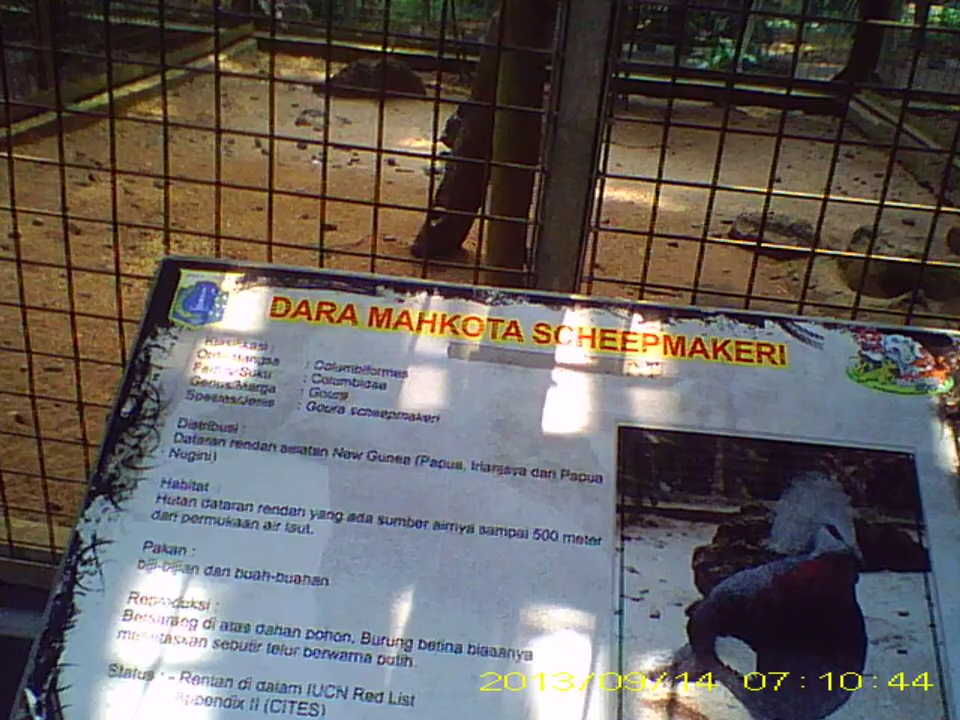 DARA MAHKOTA SCHEEPMAKERI
Klasifikasi :
Ordo/Bangsa : Columbiformes
Famili/Suku : Columbidae
Genus/Marga : Goura
Spesies/Jenis : Goura scheepmakeri
Distribusi :
Dataran rendah selatan New Gunea (Papua, Irianjaya dan Papua
Nugini)
Habitat :
Hutan dataran rendah yang ada sumber airnya sampai 500 meter
dari permukaan air laut.
Pakan :
biji-bijian dan buah-buahan
Reproduksi :
Bersarang di atas dahan pohon. Burung betina biasanya
menetaskan sebutir telur berwarna putih.
Status : - Rentan di dalam IUCN Red List
Appendix II (CITES)
2013/09/14 07:10:44